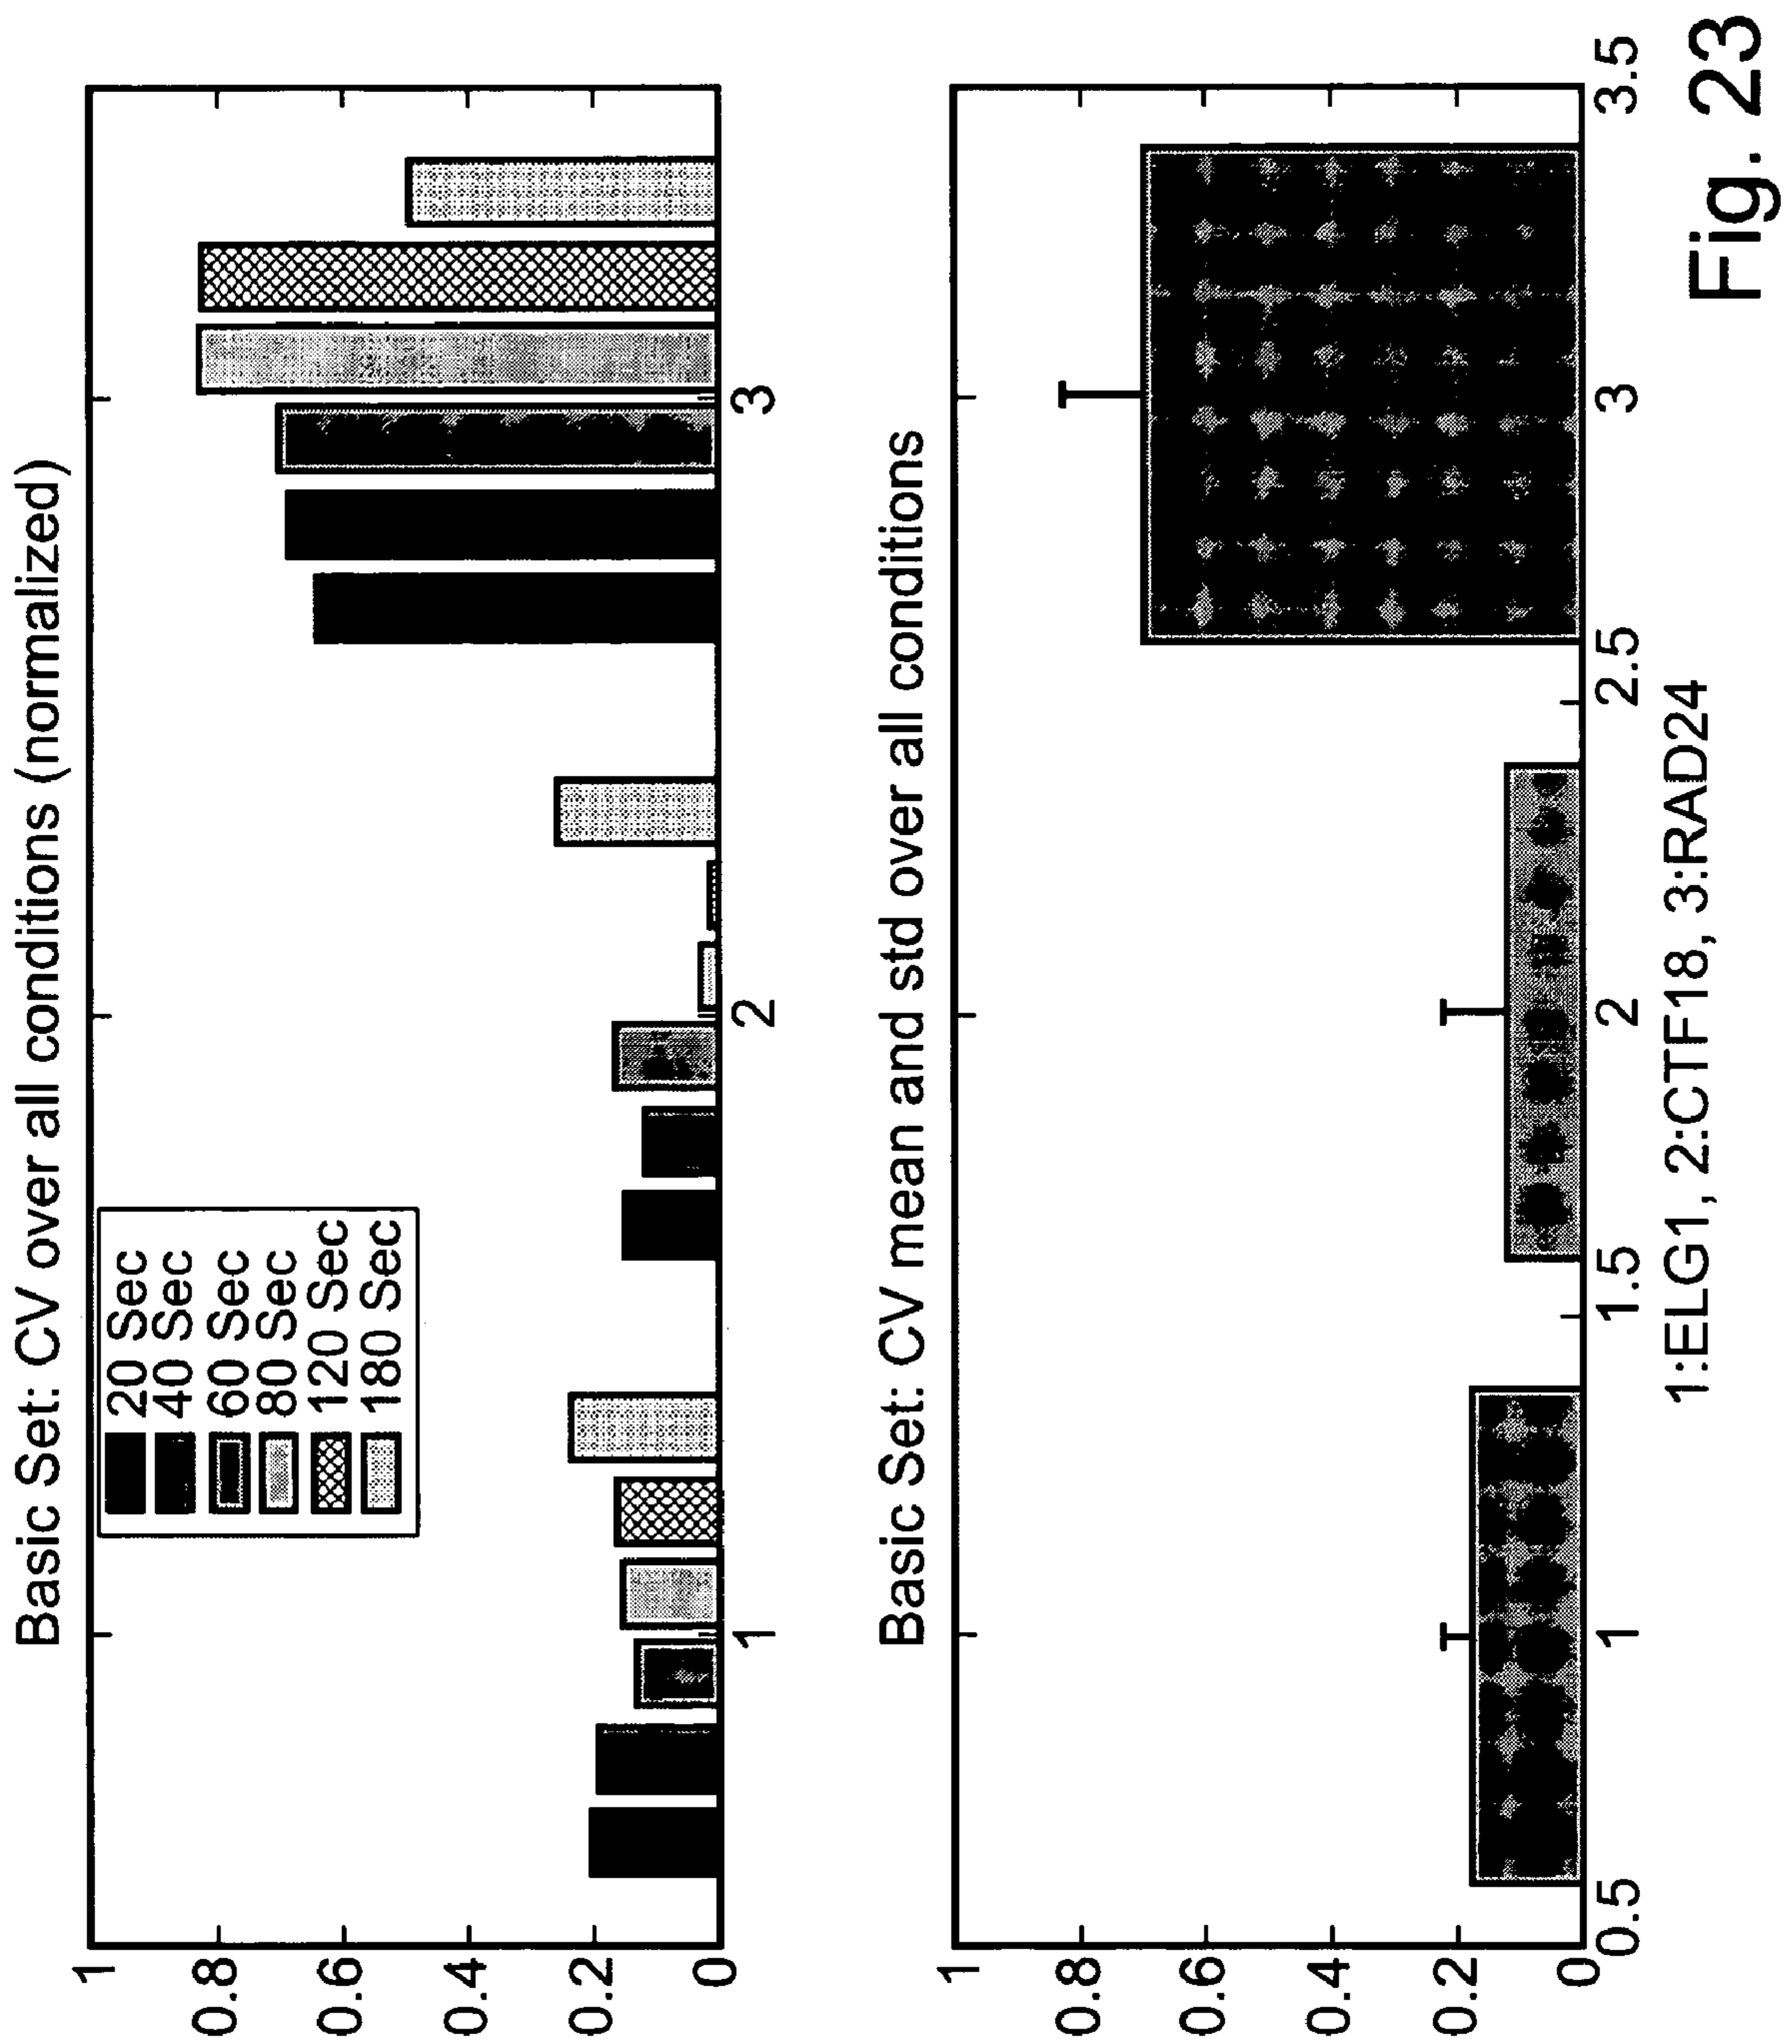 Basic Set: CV over all conditions (normalized)
1
0.8
0.6
0.4
0.2
0
20 Sec
40 Sec
60 Sec
80 Sec
120 Sec
180 Sec
1
2
3
Basic Set: CV mean and std over all conditions
1
0.8
0.6
0.4
0.2
0
0.5
1
1.5
2
2.5
3
3.5
1:ELG1, 2:CTF18, 3:RAD24
Fig. 23